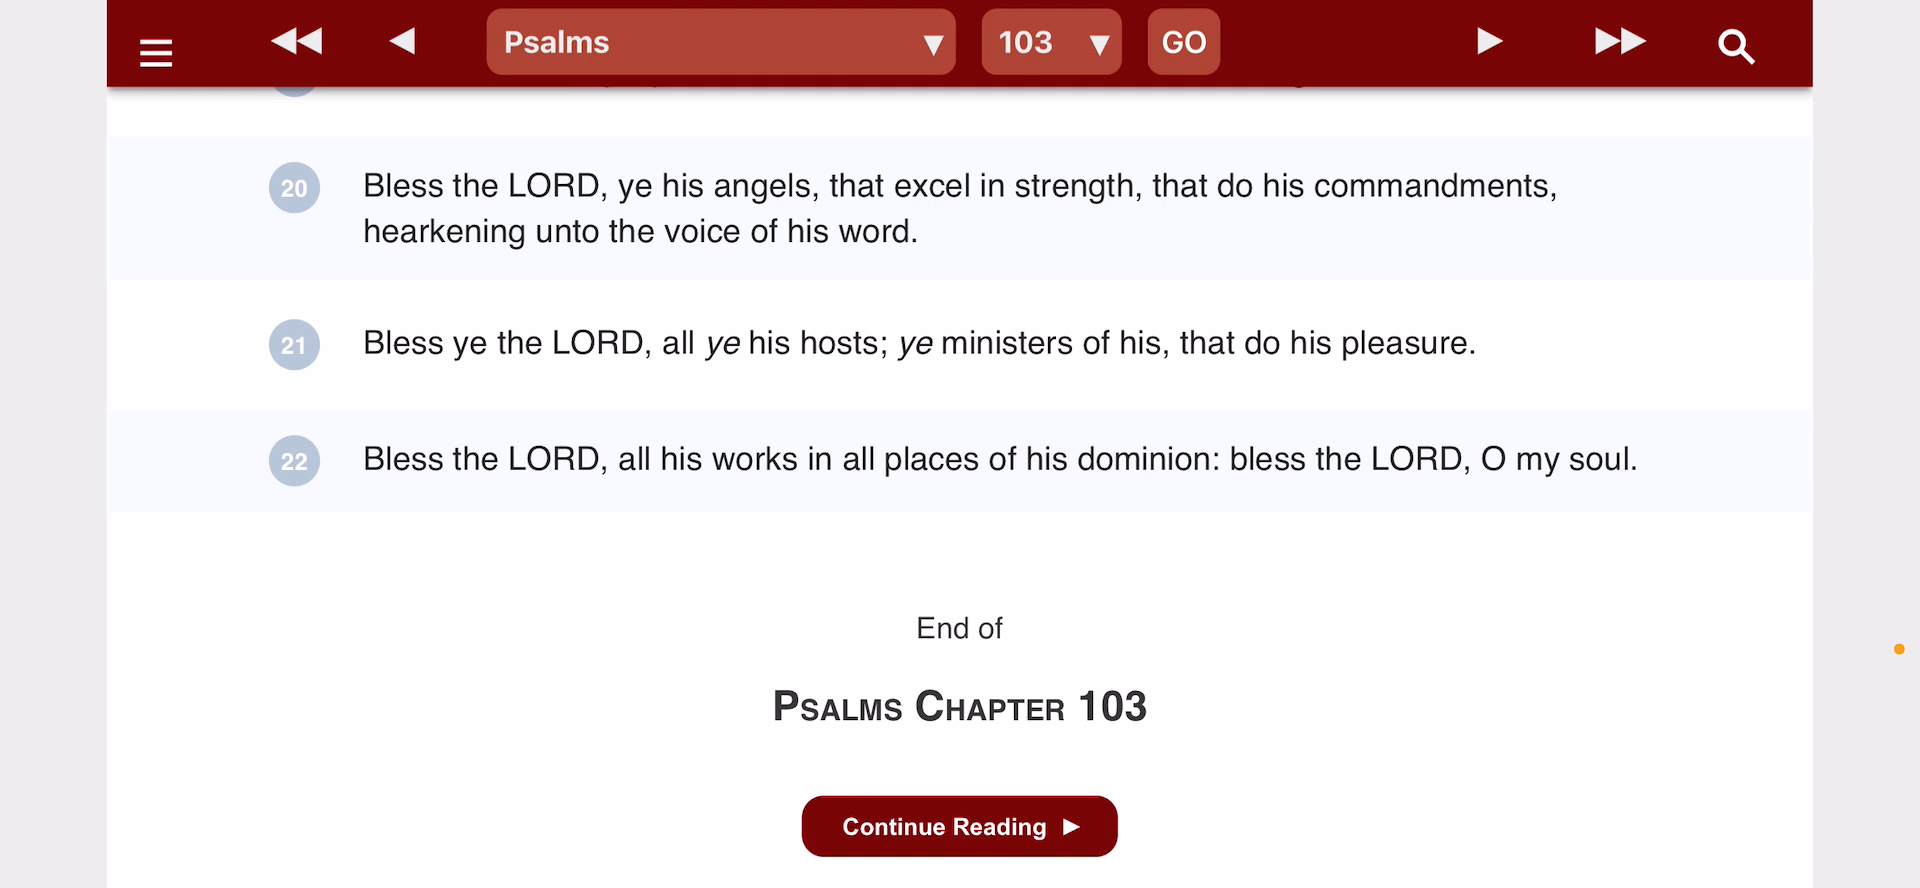 Psalms 103 GO
20 Bless the LORD, ye his angels, that excel in strength, that do his commandments,
hearkening unto the voice of his word.
21 Bless ye the LORD, all ye his hosts; ye ministers of his, that do his pleasure.
22 Bless the LORD, all his works in all places of his dominion: bless the LORD, O my soul.
End of
Psalms Chapter 103
Continue Reading